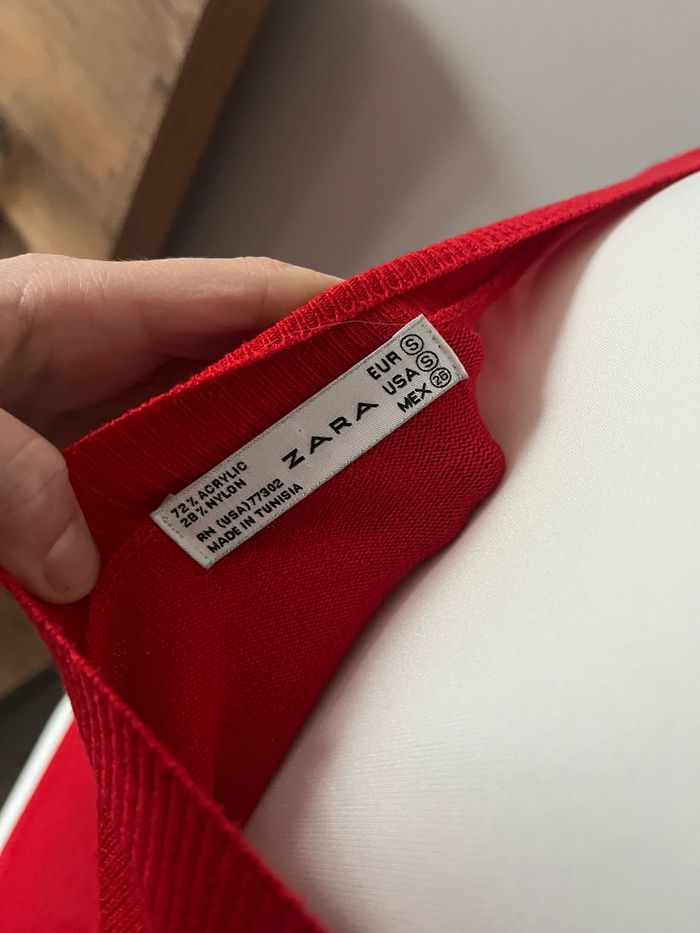 72% ACRYLIC
28% NYLON
RN (USA)77302
MADE IN TUNISIA
ZARA
EUR S
USA S
MEX 26